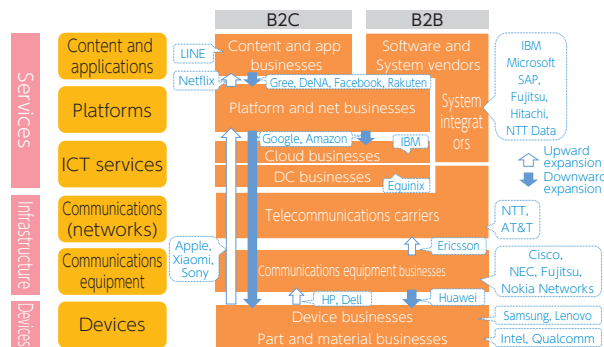 B2C
B2B
Services
Infrastructure
Devices
Content and
applications
Platforms
ICT services
Communications
(networks)
Communications
equipment
Devices
LINE
Content and app
businesses
Software and
System vendors
Netflix
Gree, DeNA, Facebook, Rakuten
Platform and net businesses
System
integrat
ors
Google, Amazon
IBM
Cloud businesses
DC businesses
Equinix
Telecommunications carriers
Apple,
Xiaomi,
Sony
Ericsson
Communications equipment businesses
HP, Dell
Huawei
Device businesses
Part and material businesses
IBM
Microsoft
SAP,
Fujitsu,
Hitachi,
NTT Data
Upward
expansion
Downward
expansion
NTT,
AT&T
Cisco,
NEC, Fujitsu,
Nokia Networks
Samsung, Lenovo
Intel, Qualcomm